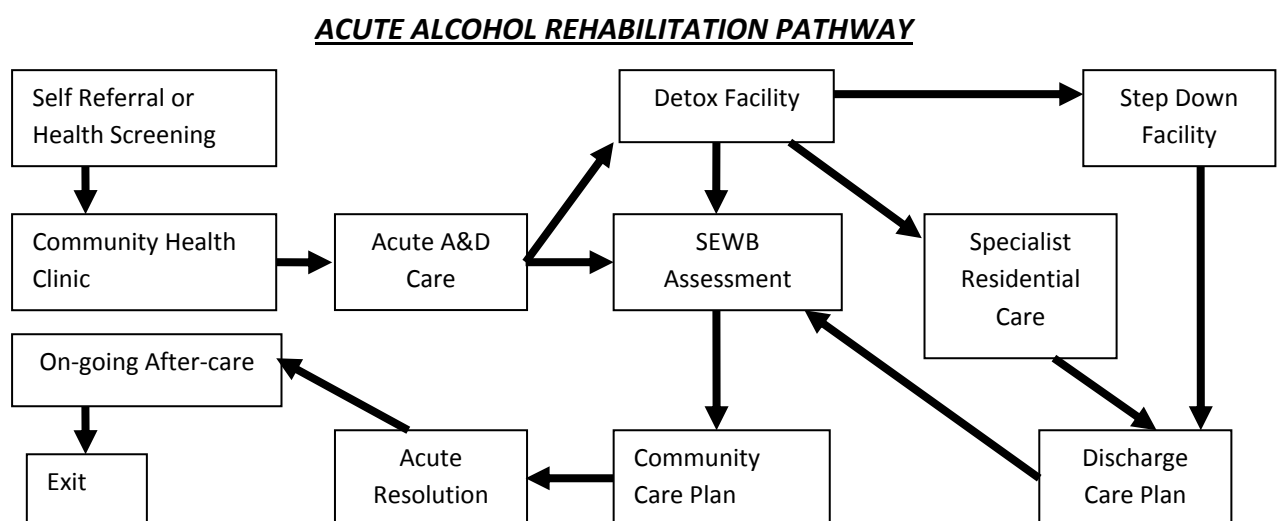 ACUTE ALCOHOL REHABILITATION PATHWAY
Self Referral or
Health Screening
Detox Facility
Step Down
Facility
Community Health
Clinic
Acute A&D
Care
SEWB
Assessment
Specialist
Residential
Care
On-going After-care
Exit
Acute
Resolution
Community
Care Plan
Discharge
Care Plan